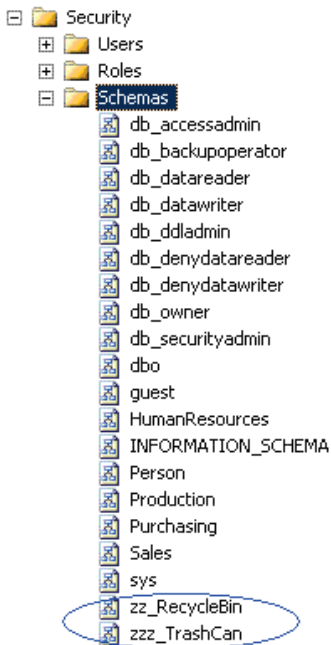 Security
Users
Roles
Schemas
db_accessadmin
db_backupoperator
db_datareader
db_datawriter
db_ddladmin
db_denydatareader
db_denydatawriter
db_owner
db_securityadmin
dbo
guest
HumanResources
INFORMATION_SCHEMA
Person
Production
Purchasing
Sales
sys
zz_RecycleBin
zzz_TrashCan